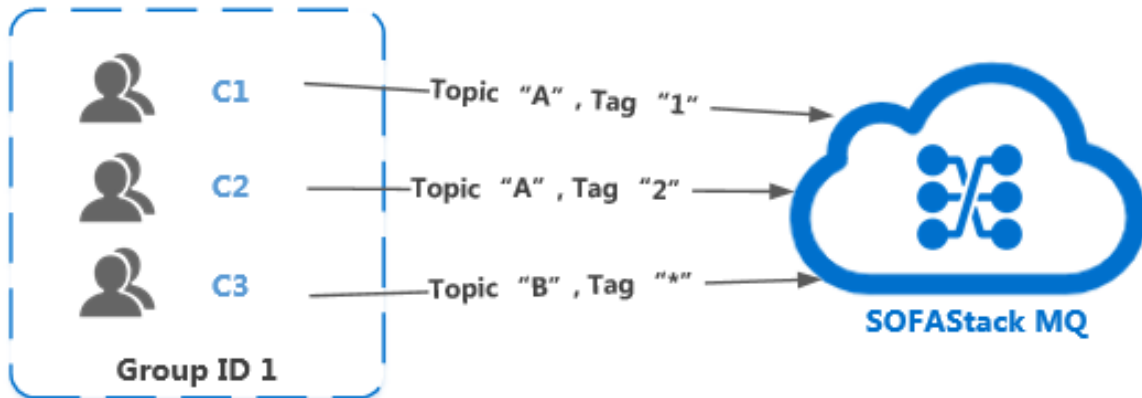 C1
Topic “A” , Tag “1”
C2
Topic “A”, Tag “2”
C3
Topic “B” , Tag “*”
SOFAStack MQ
Group ID 1